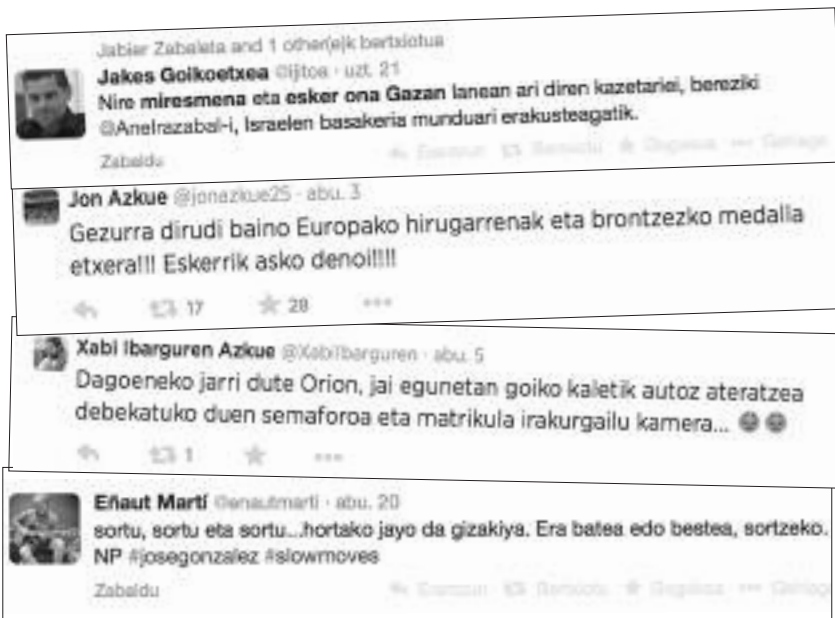 Jabier Zabaleta and 1 other(e)k bertxiotua
Jakes Goikoetxea @ijitoa · uzt. 21
Nire miresmena eta esker ona Gazan lanean ari diren kazetariei, bereziki
@AneIrazabal-i, Israelen basakeria munduari erakusteagatik.
Zabaldu
Jon Azkue @jonazkue25 · abu. 3
Gezurra dirudi baino Europako hirugarrenak eta brontzezko medalla
etxera!!! Eskerrik asko denoi!!!!
17 28
Xabi Ibarguren Azkue @XabiIbarguren · abu. 5
Dagoeneko jarri dute Orion, jai egunetan goiko kaletik autoz ateratzea
debekatuko duen semaforoa eta matrikula irakurgailu kamera...
1
Eñaut Martí @enautmarti · abu. 20
sortu, sortu eta sortu...hortako jayo da gizakiya. Era batea edo bestea, sortzeko.
NP #josegonzalez #slowmoves
Zabaldu